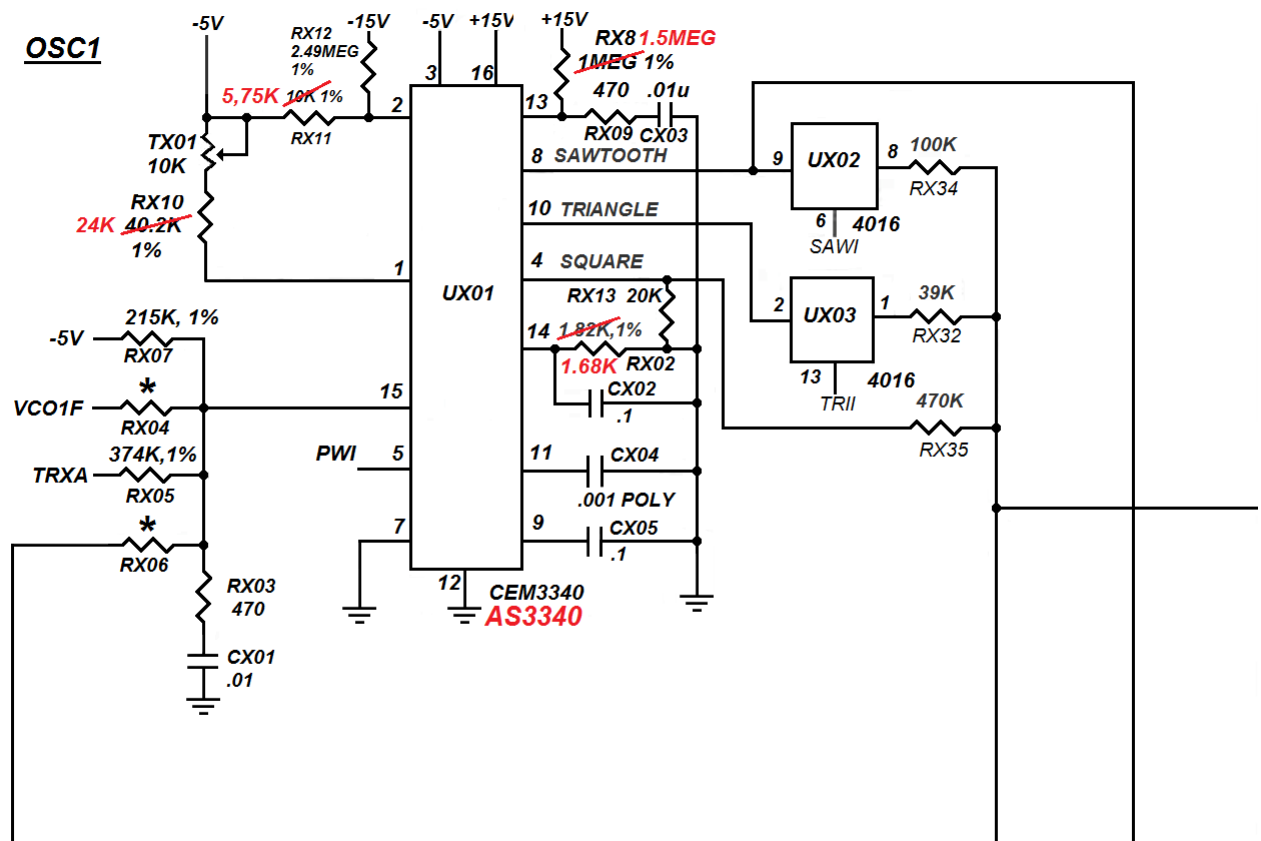 OSC1
-5V
RX12
2.49MEG
1%
-15V
-5V
+15V
+15V
RX8 1.5MEG
1MEG 1%
5,75K 10K 1%
RX11
TX01
10K
RX10
24K 40.2K
1%
3
16
2
13
470
.01u
RX09
CX03
8 SAWTOOTH
9
UX02
8
100K
RX34
6
4016
SAWI
10 TRIANGLE
1
UX01
4 SQUARE
RX13 20K
2
UX03
1
39K
RX32
13
4016
TRII
14
1.82K,1%
1.68K
RX02
CX02
.1
470K
RX35
215K, 1%
-5V
RX07
*
VCO1F
RX04
15
374K,1%
TRXA
RX05
PWI
5
11
CX04
.001 POLY
*
RX06
7
9
CX05
.1
RX03
470
12
CEM3340
AS3340
CX01
.01